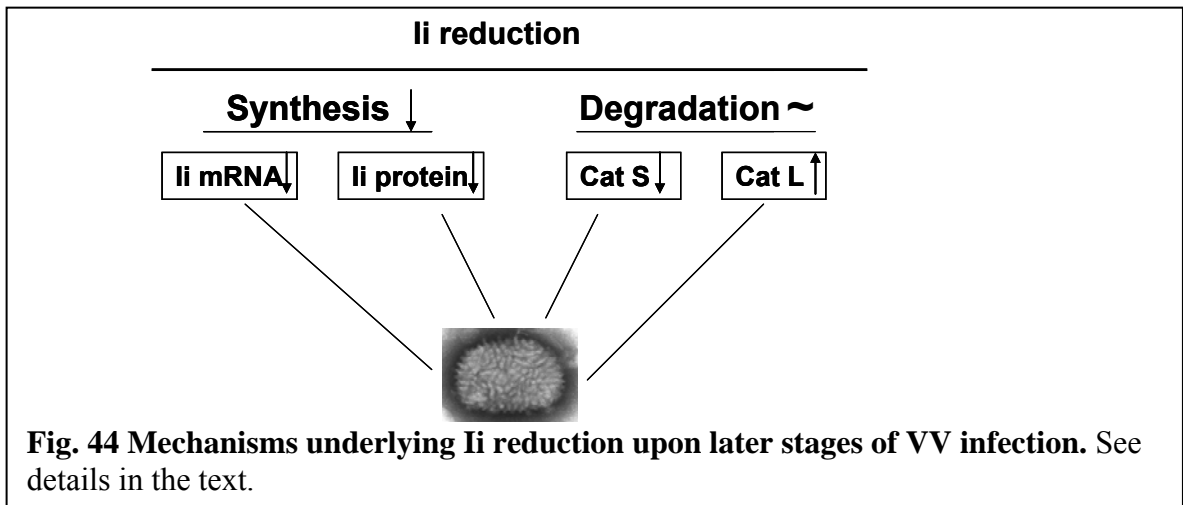 Ii reduction
Synthesis ↓ Degradation ~
Ii mRNA↓ Ii protein↓ Cat S↓ Cat L↑
Fig. 44 Mechanisms underlying Ii reduction upon later stages of VV infection. See
details in the text.